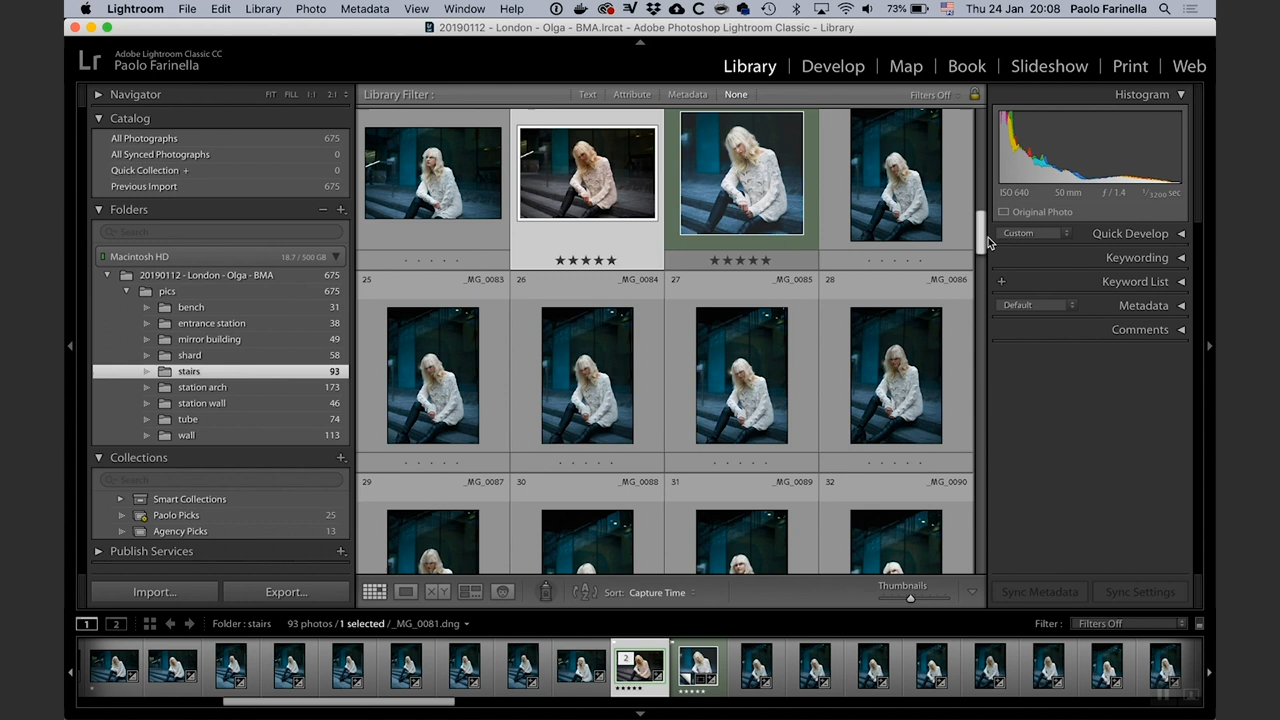 Lightroom File Edit Library Photo Metadata View Window Help 73% Thu 24 Jan 20:08 Paolo Farinella
20190112 - London - Olga - BMA.lrcat - Adobe Photoshop Lightroom Classic - Library
Lr Adobe Lightroom Classic CC
Paolo Farinella
Library | Develop | Map | Book | Slideshow | Print | Web
Navigator FIT FILL 1:1 2:1
Library Filter : Text Attribute Metadata None Filters Off
Histogram
Catalog
All Photographs 675
All Synced Photographs 0
Quick Collection + 0
Previous Import 675
ISO 640 50 mm ƒ / 1.4 1/1200 sec
Original Photo
Folders − +
Search
Custom Quick Develop
Macintosh HD 18.7 / 500 GB
Keywording
20190112 - London - Olga - BMA 675
+ Keyword List
pics 675
bench 31
Default Metadata
entrance station 38
Comments
mirror building 49
shard 58
stairs 93
station arch 173
station wall 46
tube 74
wall 113
★★★★★ ★★★★★
25 _MG_0083 26 _MG_0084 27 _MG_0085 28 _MG_0086
29 _MG_0087 30 _MG_0088 31 _MG_0089 32 _MG_0090
Collections +
Search
Smart Collections
Paolo Picks 25
Agency Picks 13
Publish Services +
Import... Export...
XY Sort: Capture Time Thumbnails
Sync Metadata Sync Settings
1 2 Folder : stairs 93 photos / 1 selected / _MG_0081.dng Filter : Filters Off
2
★★★★★ ★★★★★